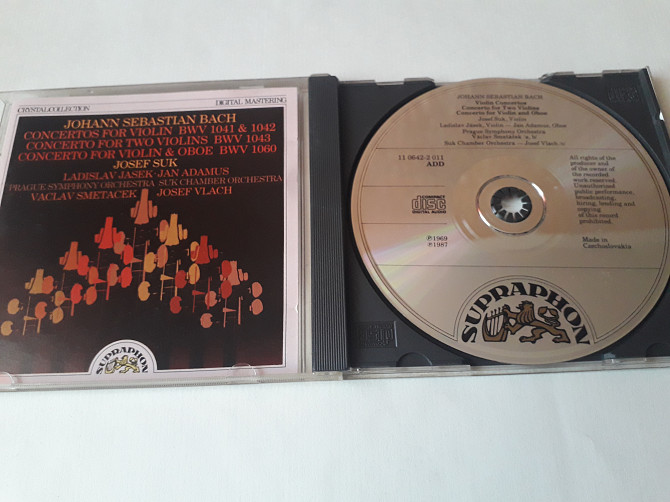 CRYSTALCOLLECTION
DIGITAL MASTERING
JOHANN SEBASTIAN BACH
CONCERTOS FOR VIOLIN BWV 1041 & 1042
CONCERTO FOR TWO VIOLINS BWV 1043
CONCERTO FOR VIOLIN & OBOE BWV 1060
JOSEF SUK
LADISLAV JASEK · JAN ADAMUS
PRAGUE SYMPHONY ORCHESTRA SUK CHAMBER ORCHESTRA
VACLAV SMETACEK JOSEF VLACH
SUPRAPHON
JOHANN SEBASTIAN BACH
Violin Concertos
Concerto for Two Violins
Concerto for Violin and Oboe
Josef Suk, Violin
Ladislav Jásek, Violin — Jan Adamus, Oboe
Prague Symphony Orchestra
Václav Smetáček
Suk Chamber Orchestra — Josef Vlach
11 0642-2 011
ADD
COMPACT
disc
DIGITAL AUDIO
All rights of the
producer and
of the owner of
the recorded
work reserved.
Unauthorized
public performance,
broadcasting,
hiring, lending and
copying
of this record
prohibited.
℗1969
℗1987
Made in
Czechoslovakia
SUPRAPHON